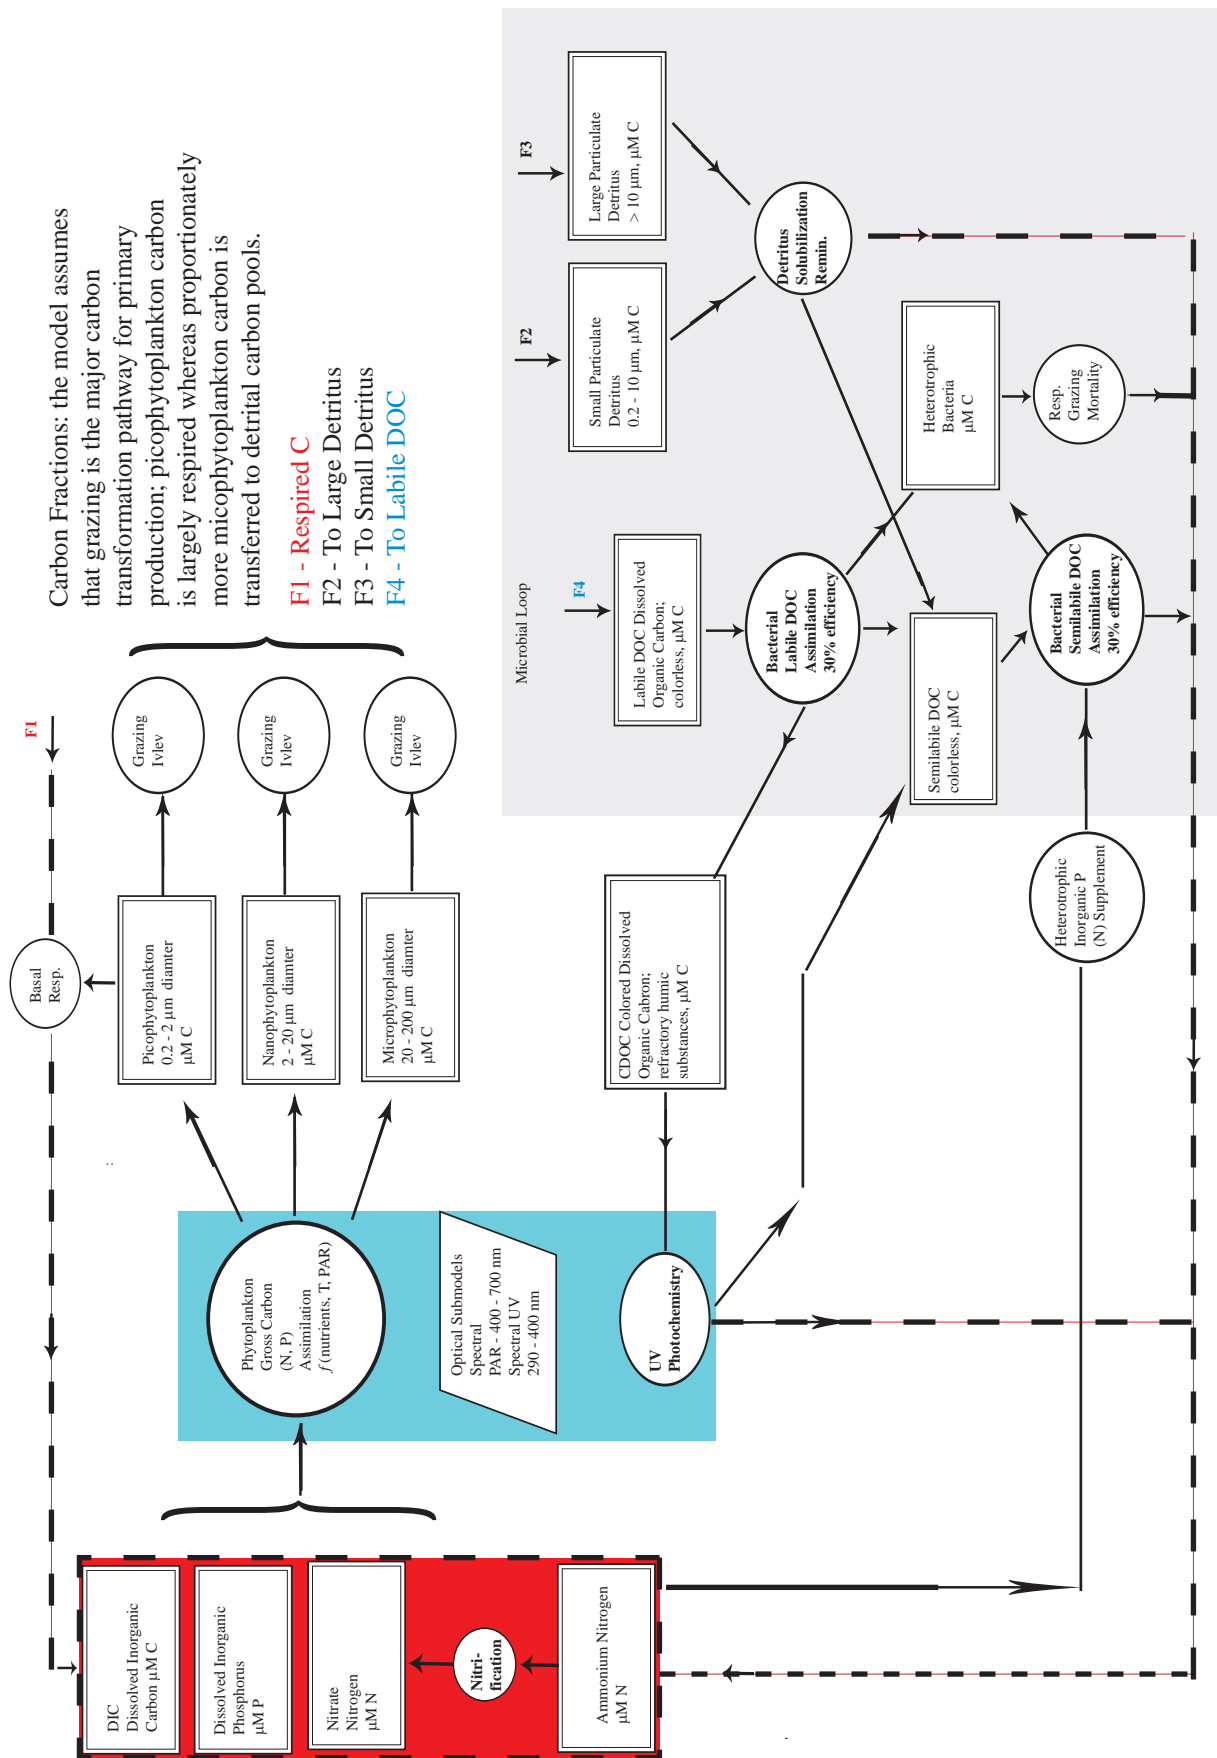 DIC
Dissolved Inorganic
Carbon μM C
Dissolved Inorganic
Phosphorus
μM P
Nitrate
Nitrogen
μM N
Nitri-
fication
Ammonium Nitrogen
μM N
Phytoplankton
Gross Carbon
(N, P)
Assimilation
f (nutrients, T, PAR)
Optical Submodels
Spectral
PAR - 400 - 700 nm
Spectral UV
290 - 400 nm
UV
Photochemistry
Basal
Resp.
F1
Picophytoplankton
0.2 - 2 μm diamter
μM C
Nanophytoplankton
2 - 20 μm diamter
μM C
Microphytoplankton
20 - 200 μm diamter
μM C
Grazing
Ivlev
Grazing
Ivlev
Grazing
Ivlev
Carbon Fractions: the model assumes
that grazing is the major carbon
transformation pathway for primary
production; picophytoplankton carbon
is largely respired whereas proportionately
more micophytoplankton carbon is
transferred to detrital carbon pools.
F1 - Respired C
F2 - To Large Detritus
F3 - To Small Detritus
F4 - To Labile DOC
CDOC Colored Dissolved
Organic Cabron;
refractory humic
substances, μM C
Heterotrophic
Inorganic P
(N) Supplement
Microbial Loop
F4
F2
F3
Labile DOC Dissolved
Organic Carbon;
colorless, μM C
Small Particulate
Detritus
0.2 - 10 μm, μM C
Large Particulate
Detritus
> 10 μm, μM C
Bacterial
Labile DOC
Assimilation
30% efficiency
Detritus
Solubilization
Remin.
Semilabile DOC
colorless, μM C
Heterotrophic
Bacteria
μM C
Bacterial
Semilabile DOC
Assimilation
30% efficiency
Resp.
Grazing
Mortality